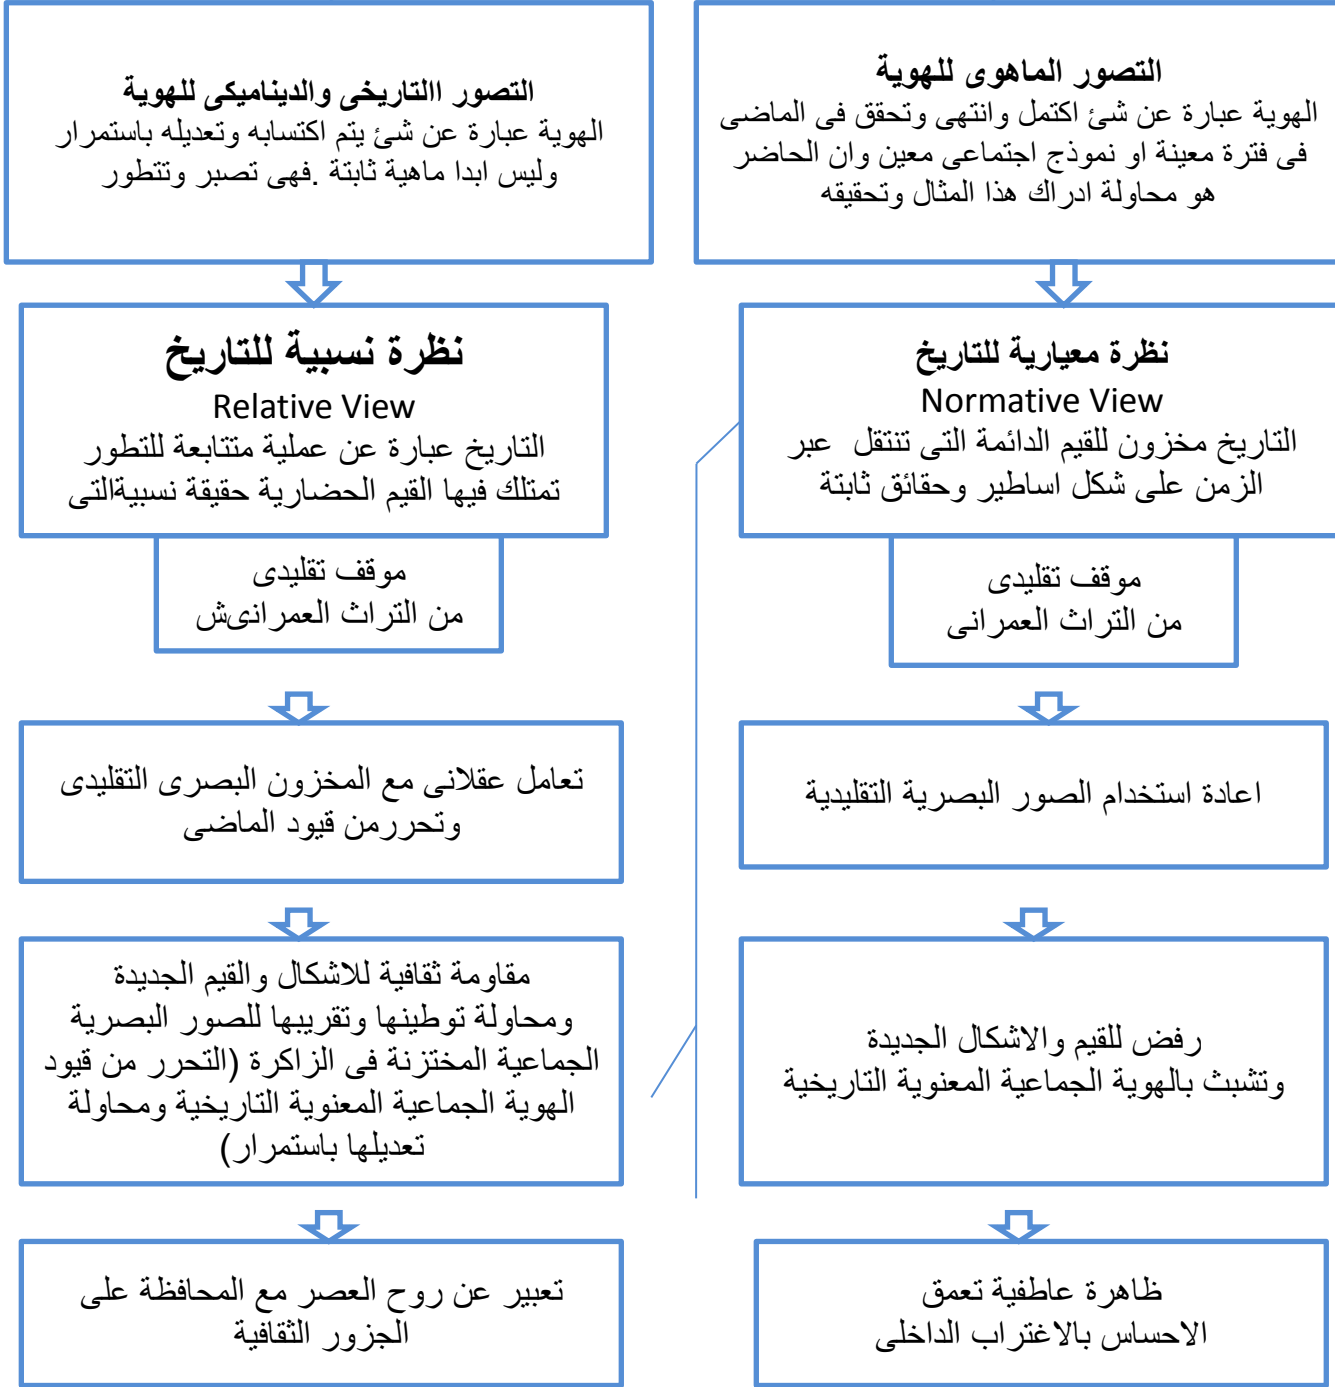 التصور الماهوى للهوية
الهوية عبارة عن شئ اكتمل وانتهى وتحقق فى الماضى
فى فترة معينة او نموذج اجتماعى معين وان الحاضر
هو محاولة ادراك هذا المثال وتحقيقه
نظرة معيارية للتاريخ
Normative View
التاريخ مخزون للقيم الدائمة التى تنتقل عبر
الزمن على شكل اساطير وحقائق ثابتة
موقف تقليدى
من التراث العمرانى
اعادة استخدام الصور البصرية التقليدية
رفض للقيم والاشكال الجديدة
وتشبث بالهوية الجماعية المعنوية التاريخية
ظاهرة عاطفية تعمق
الاحساس بالاغتراب الداخلى
التصور االتاريخى والديناميكى للهوية
الهوية عبارة عن شئ يتم اكتسابه وتعديله باستمرار
وليس ابدا ماهية ثابتة .فهى تصبر وتتطور
نظرة نسبية للتاريخ
Relative View
التاريخ عبارة عن عملية متتابعة للتطور
تمتلك فيها القيم الحضارية حقيقة نسبيةالتى
موقف تقليدى
من التراث العمرانىش
تعامل عقلانى مع المخزون البصرى التقليدى
وتحررمن قيود الماضى
مقاومة ثقافية للاشكال والقيم الجديدة
ومحاولة توطينها وتقريبها للصور البصرية
الجماعية المختزنة فى الزاكرة (التحرر من قيود
الهوية الجماعية المعنوية التاريخية ومحاولة
تعديلها باستمرار)
تعبير عن روح العصر مع المحافظة على
الجزور الثقافية